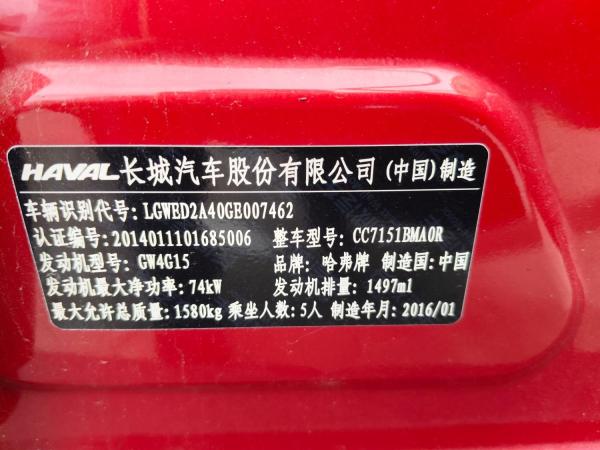 HAVAL长城汽车股份有限公司(中国)制造
车辆识别代号: LGWED2A40GE007462
认证编号: 2014011101685006 整车型号: CC7151BMA0R
发动机型号: GW4G15 品牌: 哈弗牌 制造国: 中国
发动机最大净功率: 74kW 发动机排量: 1497ml
最大允许总质量: 1580kg 乘坐人数: 5人 制造年月: 2016/01